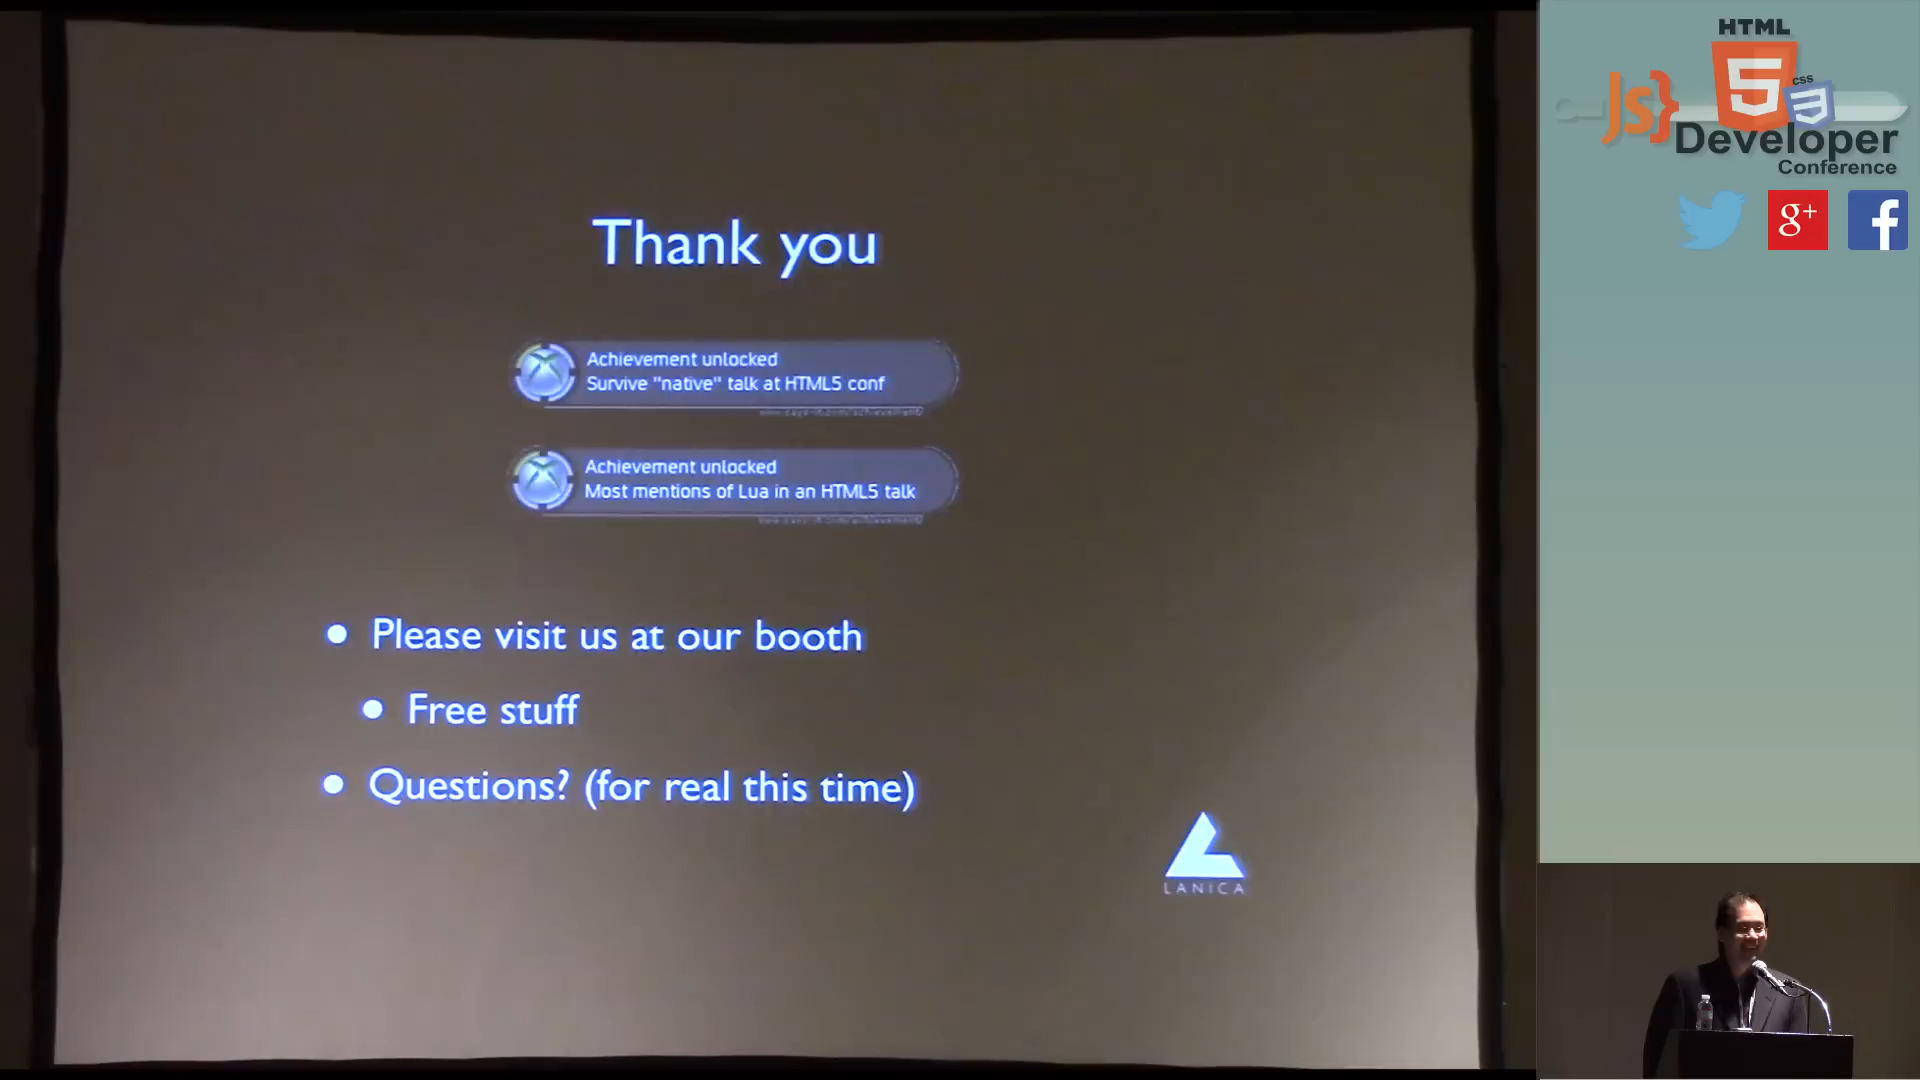 Thank you
Achievement unlocked
Survive "native" talk at HTML5 conf
Achievement unlocked
Most mentions of Lua in an HTML5 talk
• Please visit us at our booth
• Free stuff
• Questions? (for real this time)
LANICA
HTML
5
CSS
3
JS}
Developer
Conference
g+
f